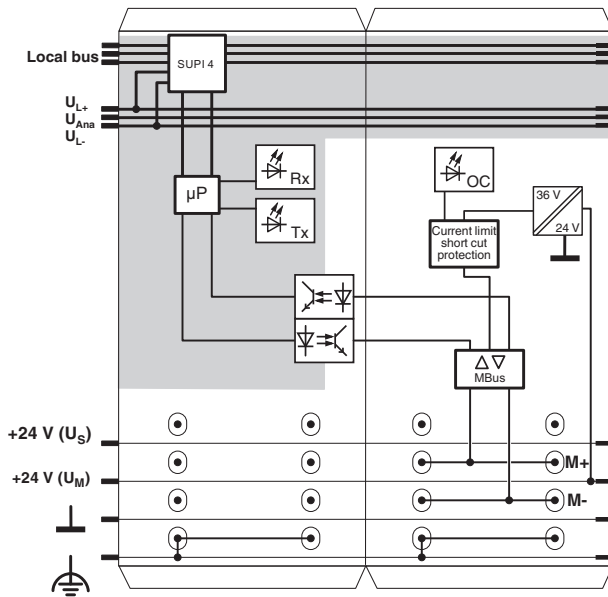 Local bus
SUPI 4
UL+
UAna
UL-
µP
Rx
Tx
OC
36 V
24 V
Current limit
short cut
protection
MBus
+24 V (US)
M+
+24 V (UM)
M-